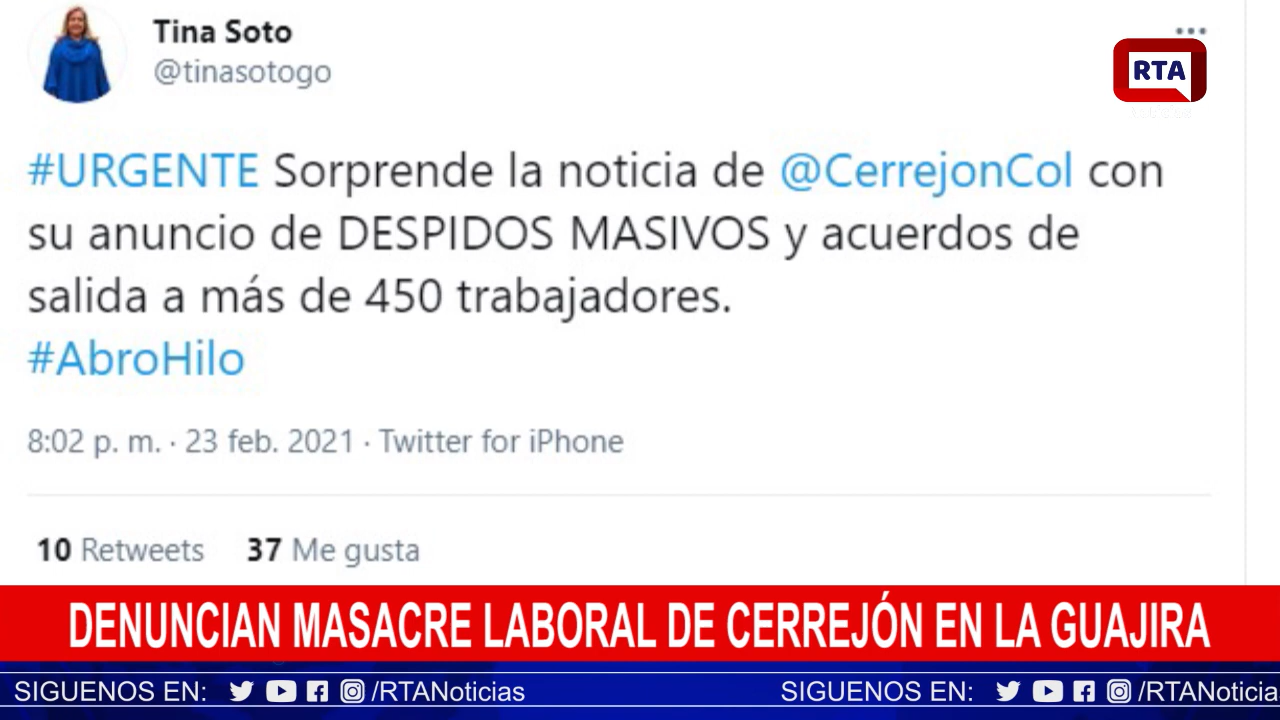 Tina Soto
@tinasotogo
RTA
#URGENTE Sorprende la noticia de @CerrejonCol con
su anuncio de DESPIDOS MASIVOS y acuerdos de
salida a más de 450 trabajadores.
#AbroHilo
8:02 p. m. · 23 feb. 2021 · Twitter for iPhone
10 Retweets 37 Me gusta
DENUNCIAN MASACRE LABORAL DE CERREJÓN EN LA GUAJIRA
SIGUENOS EN: /RTANoticias SIGUENOS EN: /RTANoticia